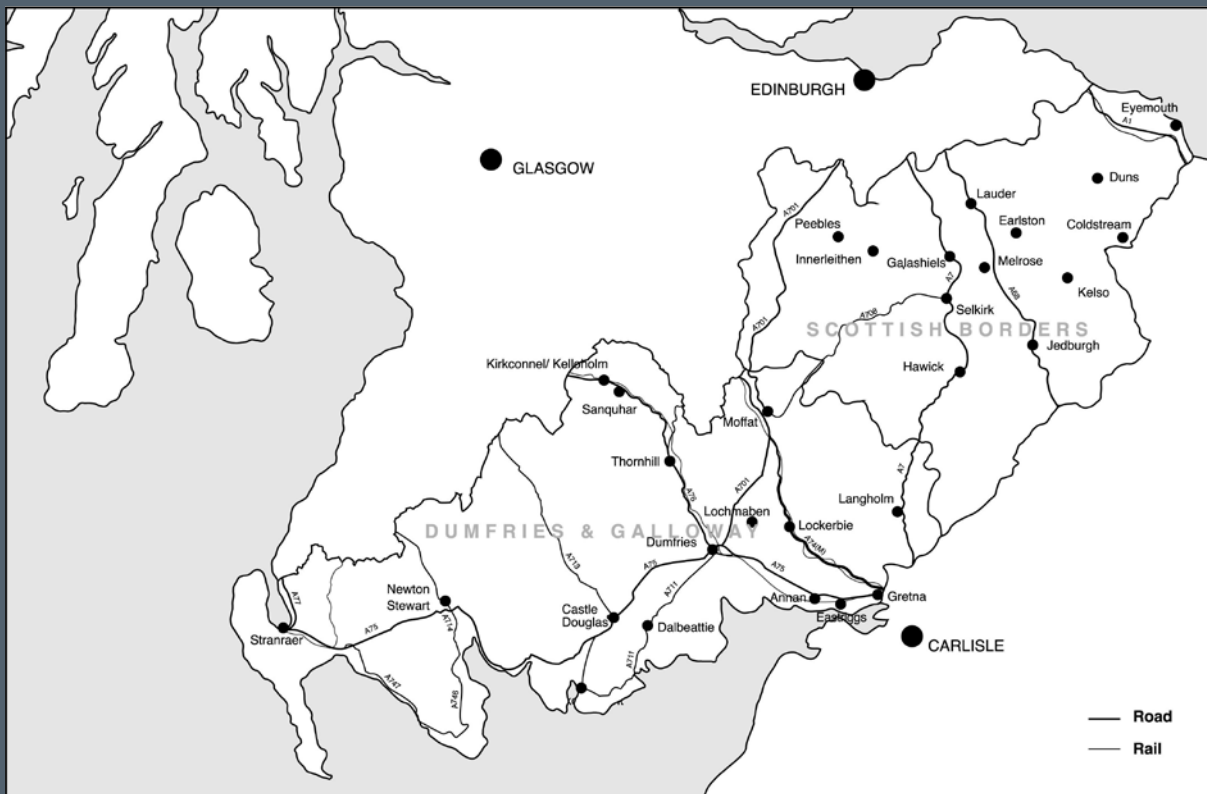 EDINBURGH
Eyemouth
A1
GLASGOW
Duns
Lauder
A701
Peebles
Earlston
Coldstream
Innerleithen
Galashiels
Melrose
A7
A68
Kelso
Selkirk
A708
A701
SCOTTISH BORDERS
Jedburgh
Kirkconnel/ Kelloholm
Hawick
Sanquhar
Moffat
Thornhill
A7
A76
A701
Langholm
Lochmaben
DUMFRIES & GALLOWAY
Lockerbie
Dumfries
A74(M)
A713
A75
A75
A711
Newton
Stewart
A77
Annan
Gretna
Castle
Douglas
Eastriggs
Stranraer
A75
A714
Dalbeattie
CARLISLE
A711
A747
A746
Road
Rail